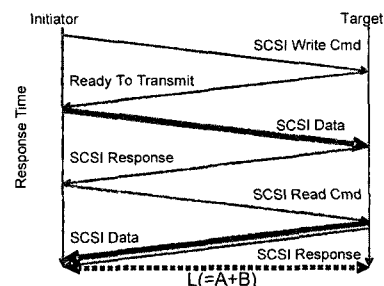 Initiator
Target
SCSI Write Cmd
Ready To Transmit
SCSI Data
SCSI Response
SCSI Read Cmd
SCSI Data
SCSI Response
L(=A+B)
Response Time